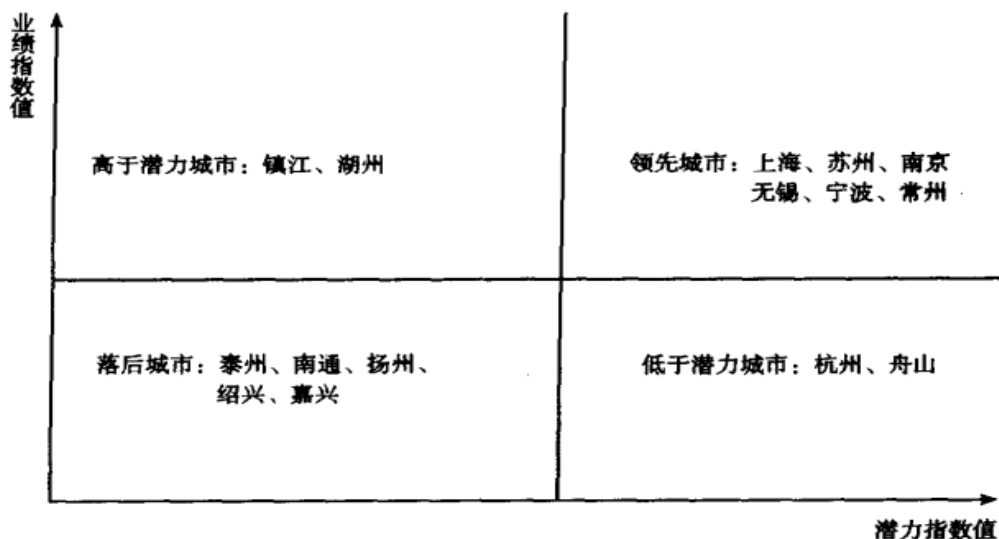 业绩指数值
高于潜力城市：镇江、湖州
领先城市：上海、苏州、南京
无锡、宁波、常州
落后城市：泰州、南通、扬州、
绍兴、嘉兴
低于潜力城市：杭州、舟山
潜力指数值